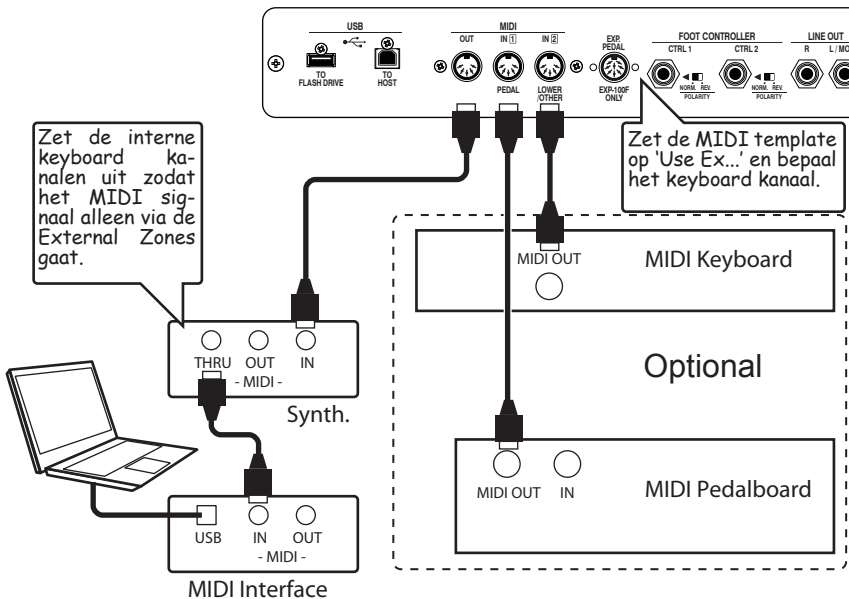 USB
MIDI
OUT
IN 1
IN 2
EXP.
PEDAL
FOOT CONTROLLER
CTRL 1
CTRL 2
LINE OUT
R
L / MO
TO
FLASH DRIVE
TO
HOST
PEDAL
LOWER
/OTHER
EXP-100F
ONLY
NORM. REV.
POLARITY
NORM. REV.
POLARITY
Zet de interne
keyboard ka-
nalen uit zodat
het MIDI sig-
naal alleen via de
External Zones
gaat.
Zet de MIDI template
op ‘Use Ex...’ en bepaal
het keyboard kanaal.
MIDI OUT
MIDI Keyboard
THRU OUT IN
- MIDI -
Synth.
Optional
MIDI OUT IN
MIDI Pedalboard
USB IN OUT
- MIDI -
MIDI Interface